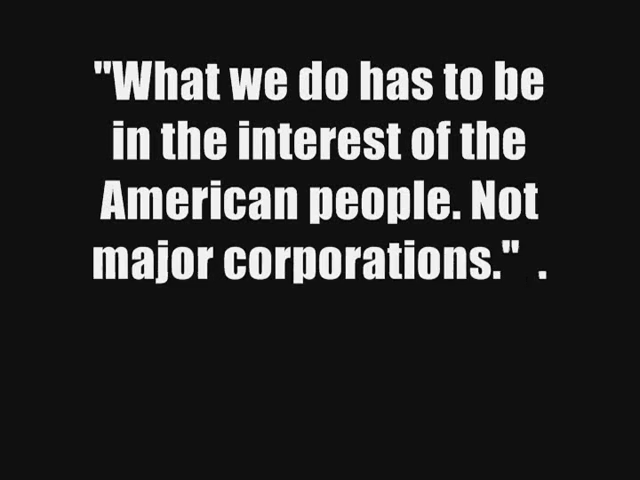 "What we do has to be
in the interest of the
American people. Not
major corporations." .